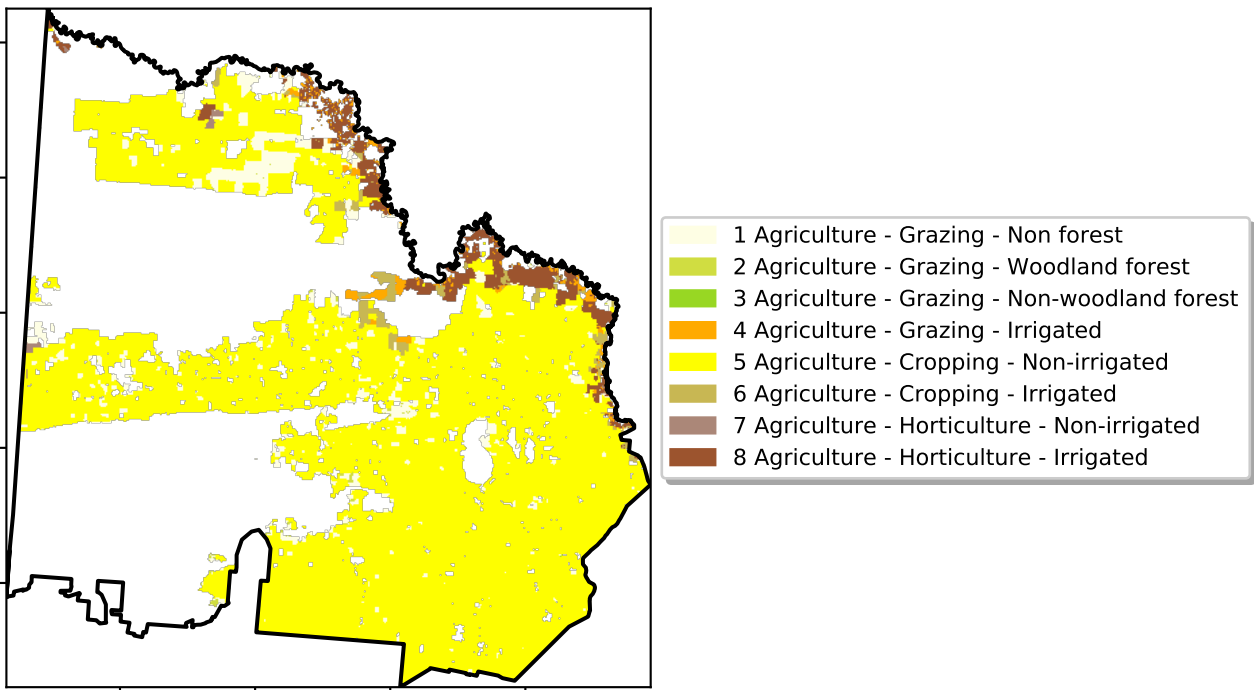 1 Agriculture - Grazing - Non forest
2 Agriculture - Grazing - Woodland forest
3 Agriculture - Grazing - Non-woodland forest
4 Agriculture - Grazing - Irrigated
5 Agriculture - Cropping - Non-irrigated
6 Agriculture - Cropping - Irrigated
7 Agriculture - Horticulture - Non-irrigated
8 Agriculture - Horticulture - Irrigated